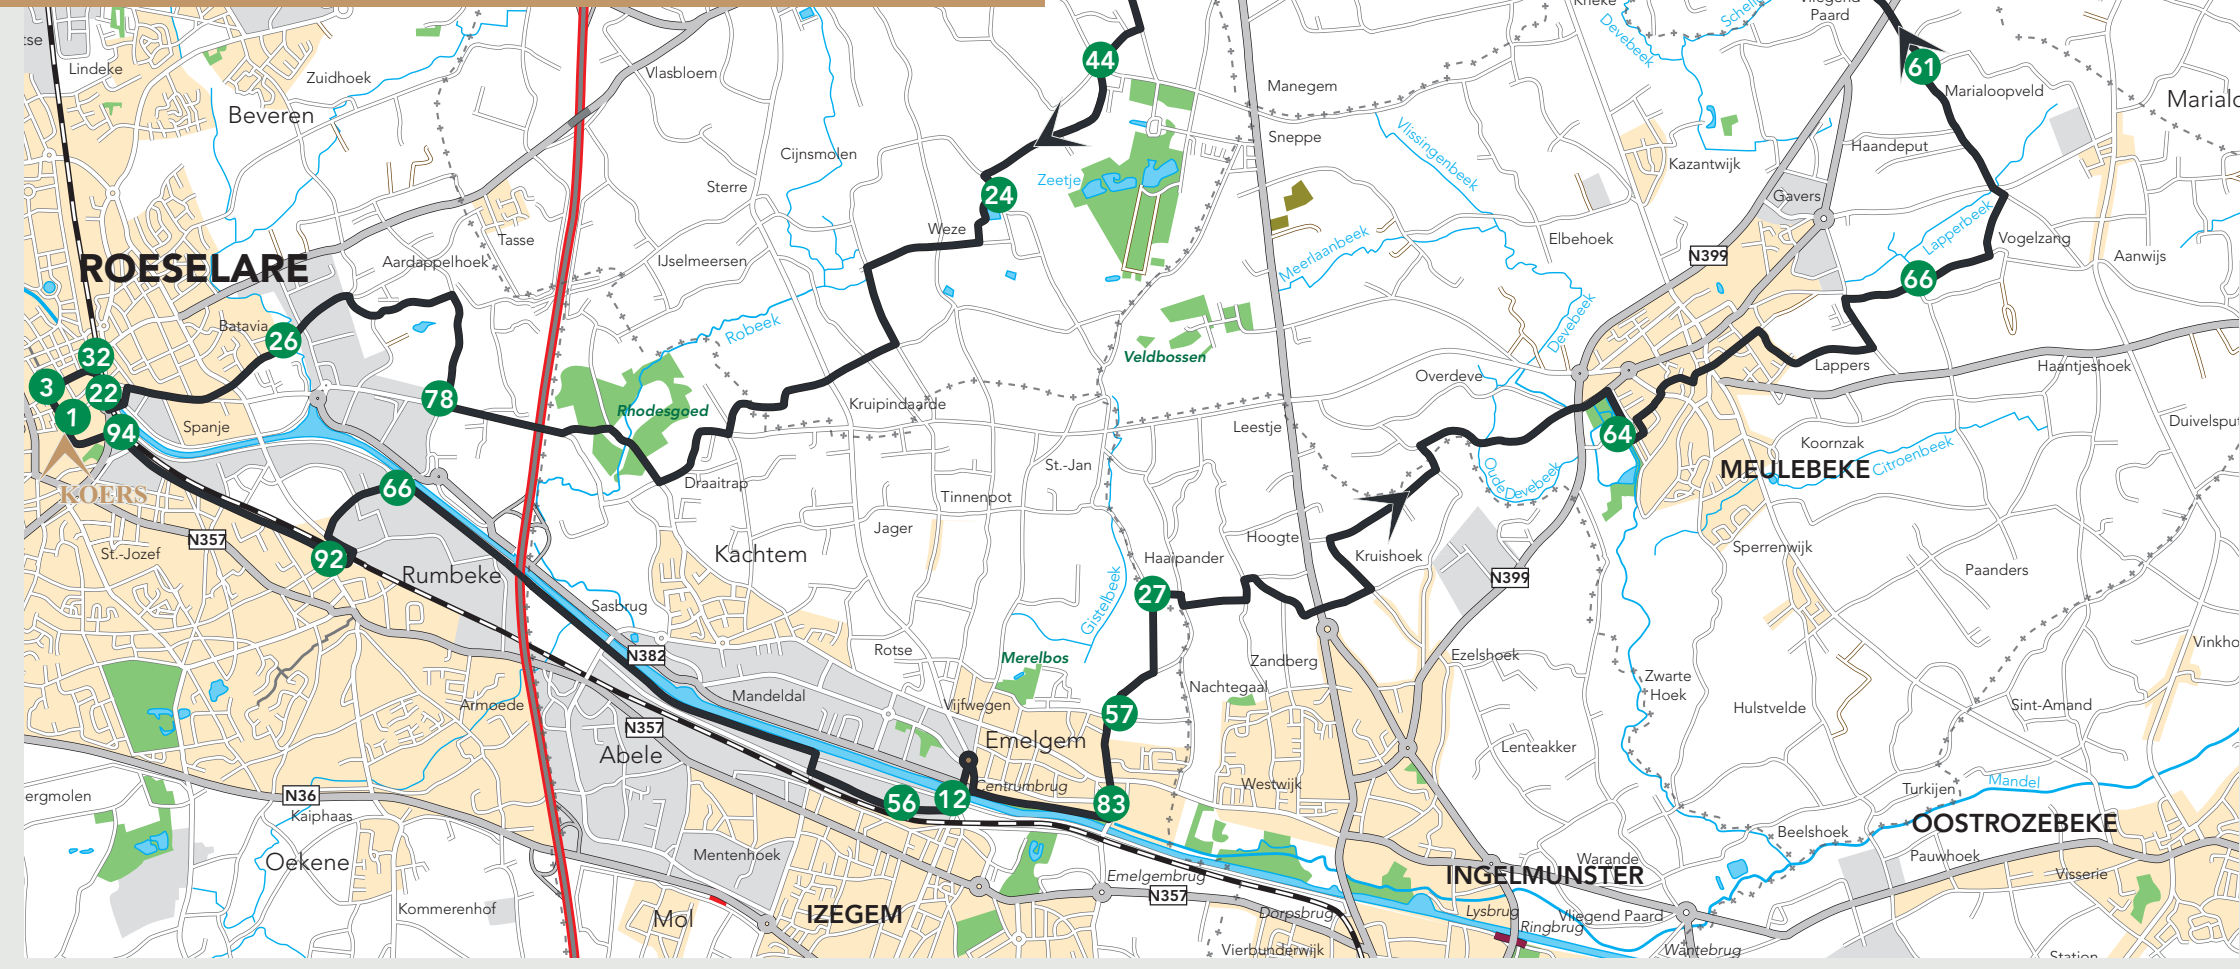 Paard
44
61
Lindeke
Zuidhoek
Vlasbloem
Manegem
Devebeek
Marialoopveld
Beveren
Cijnsmolen
Sneppe
Vlissingenbeek
Kazantwijk
Haandeput
Sterre
Zeetje
24
Gavers
Tasse
Weze
Meerlaanbeek
Elbehoek
Lapperbeek
Vogelzang
ROESELARE
Aardappelhoek
IJselmeersen
N399
Aanwijs
66
Batavia
26
Robeek
Devebeek
32
Veldbossen
3
22
78
Rhodesgoed
Kruipindaarde
Overdeve
Lappers
Haantjeshoek
1
94
Spanje
Leestje
64
Koornzak
KOERS
66
Draaitrap
St.-Jan
Tinnenpot
Oude Devebeek
MEULEBEKE
Citroenbeek
St.-Jozef
N357
92
Jager
Kachtem
Hoogte
Haaipander
Kruishoek
Sperrenwijk
Rumbeke
N399
Paanders
Sasbrug
Gistelbeek
27
N382
Rotse
Merelbos
Zandberg
Ezelshoek
Zwarte
Hoek
Armoede
Mandeldal
Vijfwegen
Nachtegaal
57
Hulstvelde
Sint-Amand
N357
Abele
Emelgem
Lenteakker
N36
Kaiphaas
56
12
Centrumbrug
83
Westwijk
Turkijen
Mandel
Oekene
Mentenhoek
Beelshoek
OOSTROZEBEKE
Emelgembrug
INGELMUNSTER
Warande
Pauwhoek
Visserie
Kommerenhof
Mol
IZEGEM
N357
Dorpsbrug
Lysbrug
Ringbrug
Vliegend Paard
Vierbunderwijk
Wantebrug
Station